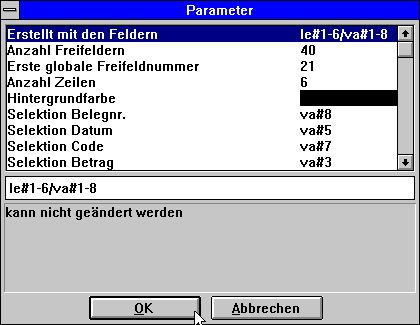 Parameter
Erstellt mit den Feldern le#1-6/va#1-8
Anzahl Freifeldern 40
Erste globale Freifeldnummer 21
Anzahl Zeilen 6
Hintergrundfarbe
Selektion Belegnr. va#8
Selektion Datum va#5
Selektion Code va#7
Selektion Betrag va#3
le#1-6/va#1-8
kann nicht geändert werden
OK Abbrechen